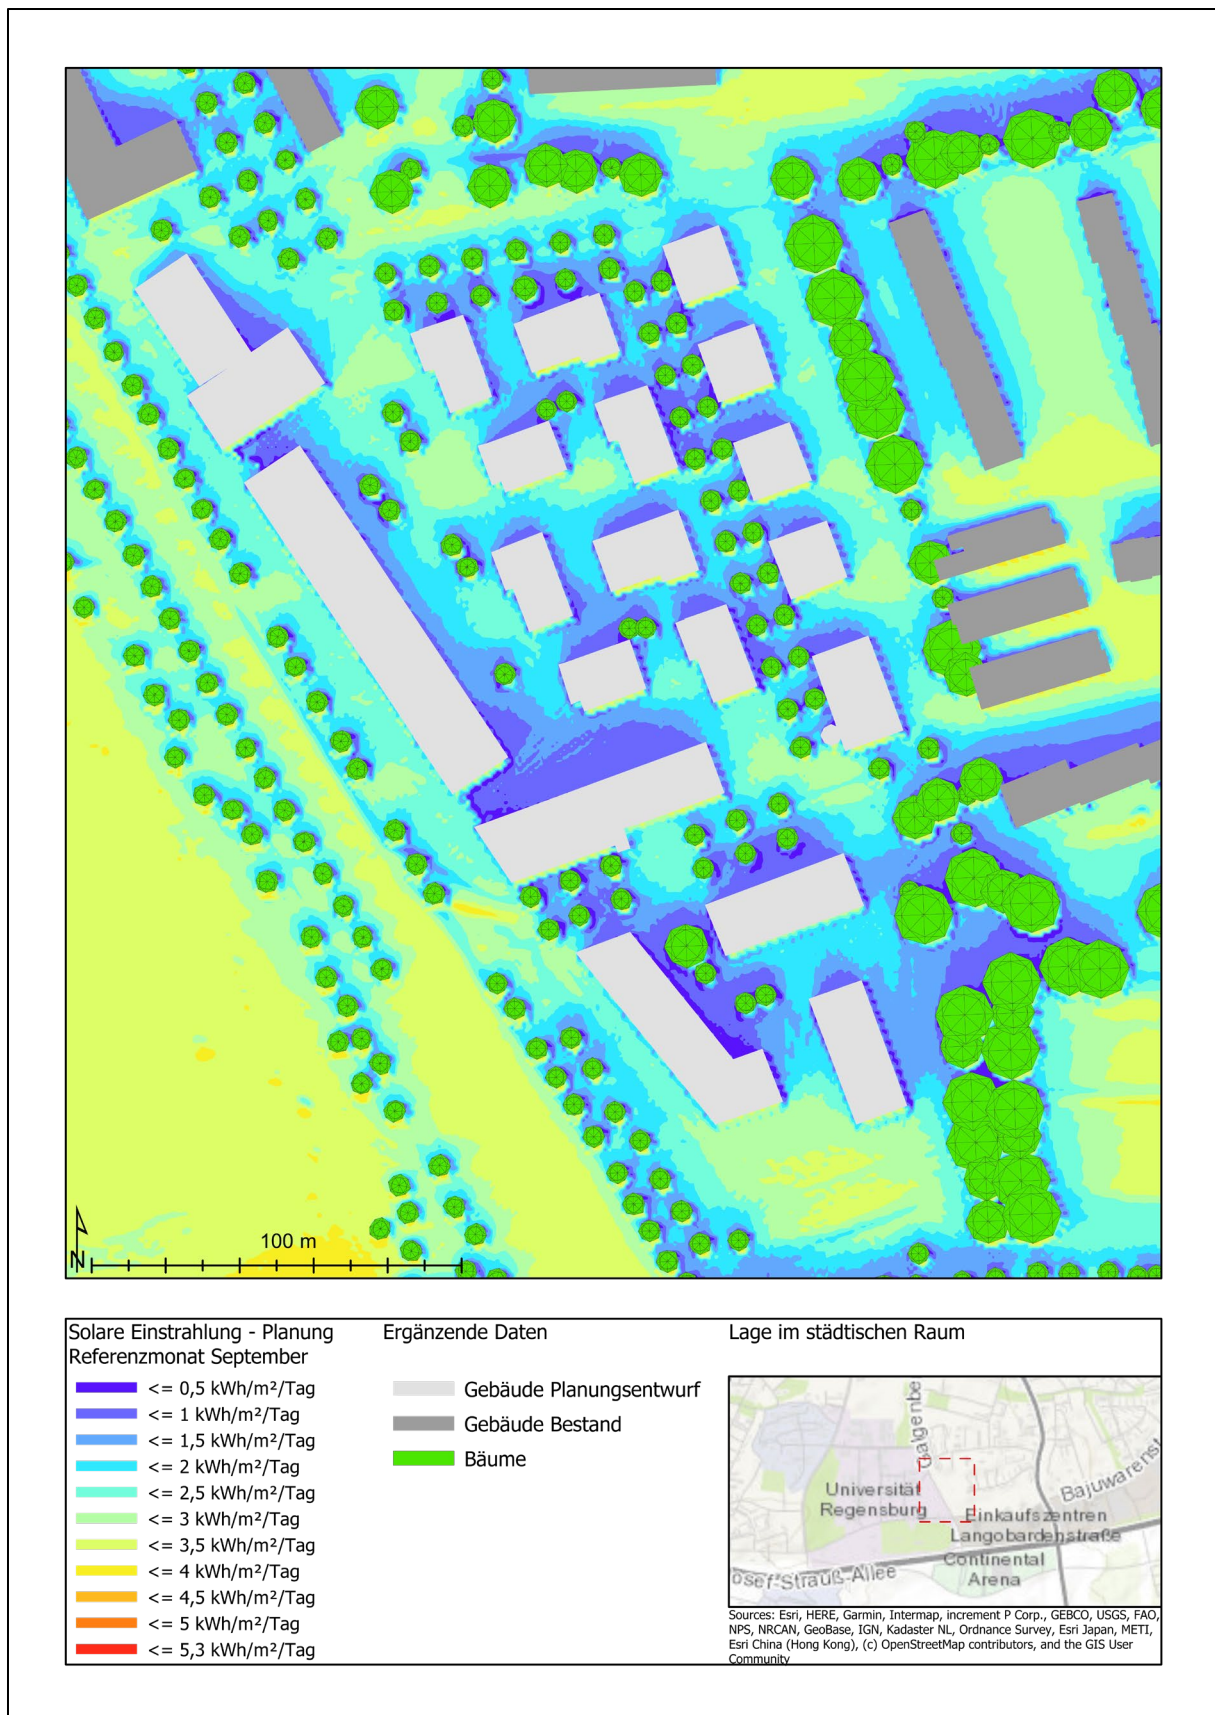 N
100 m
Solare Einstrahlung - Planung
Referenzmonat September
<= 0,5 kWh/m²/Tag
<= 1 kWh/m²/Tag
<= 1,5 kWh/m²/Tag
<= 2 kWh/m²/Tag
<= 2,5 kWh/m²/Tag
<= 3 kWh/m²/Tag
<= 3,5 kWh/m²/Tag
<= 4 kWh/m²/Tag
<= 4,5 kWh/m²/Tag
<= 5 kWh/m²/Tag
<= 5,3 kWh/m²/Tag
Ergänzende Daten
Gebäude Planungsentwurf
Gebäude Bestand
Bäume
Lage im städtischen Raum
Galgenbe
Universität
Regensburg
Bajuwarenst
Einkaufszentren
Langobardenstraße
Continental
Arena
osef-Strauß-Allee
Sources: Esri, HERE, Garmin, Intermap, increment P Corp., GEBCO, USGS, FAO,
NPS, NRCAN, GeoBase, IGN, Kadaster NL, Ordnance Survey, Esri Japan, METI,
Esri China (Hong Kong), (c) OpenStreetMap contributors, and the GIS User
Community